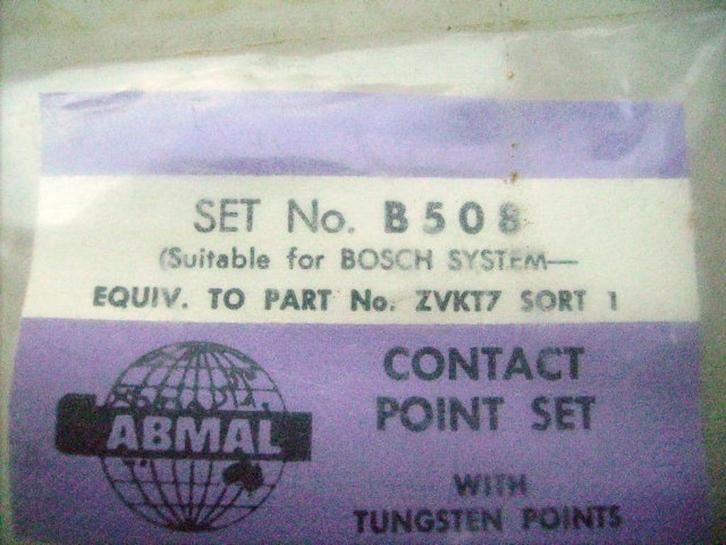 SET No. B508
(Suitable for BOSCH SYSTEM—
EQUIV. TO PART No. ZVKT7 SORT 1
CONTACT
POINT SET
ABMAL
WITH
TUNGSTEN POINTS